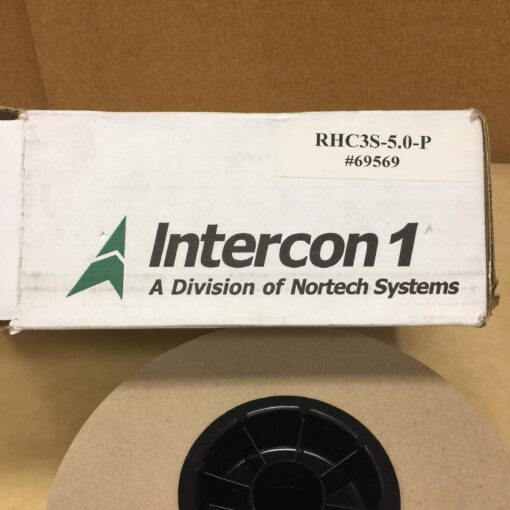 RHC3S-5.0-P
#69569
Intercon 1
A Division of Nortech Systems